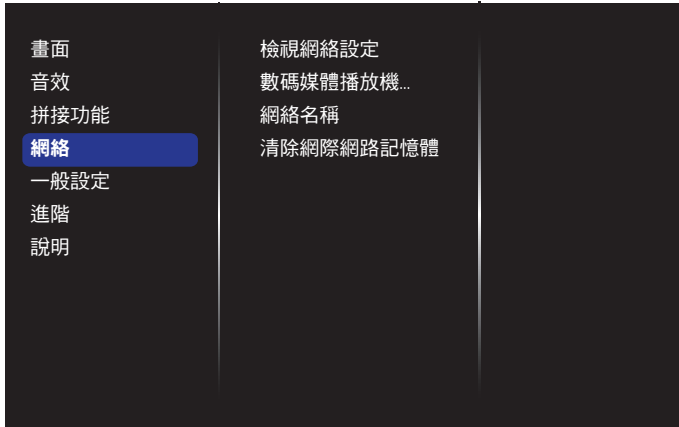 畫面
音效
拼接功能
網絡
一般設定
進階
說明
檢視網絡設定
數碼媒體播放機...
網絡名稱
清除網際網路記憶體